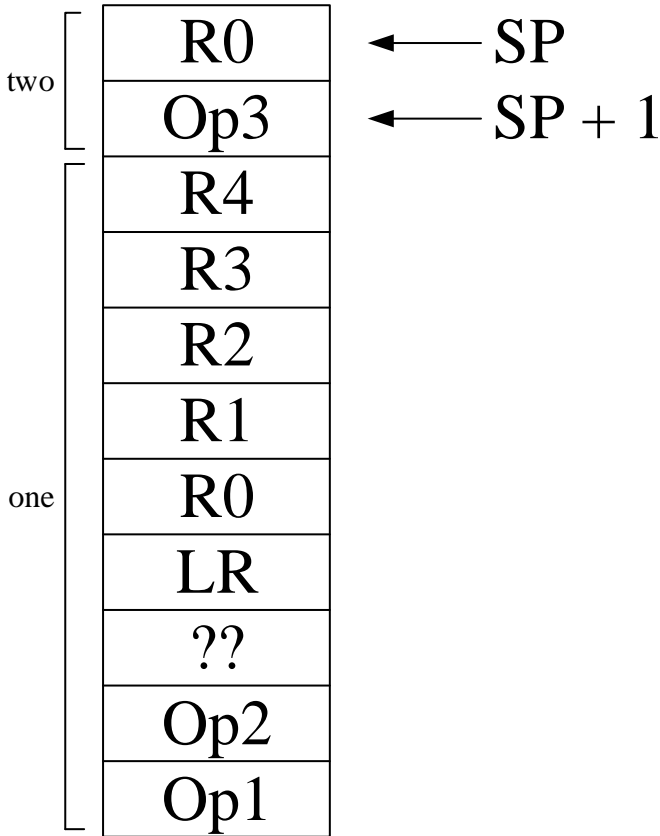 R0 SP
two
Op3 SP + 1
R4
R3
R2
R1
one R0
LR
??
Op2
Op1